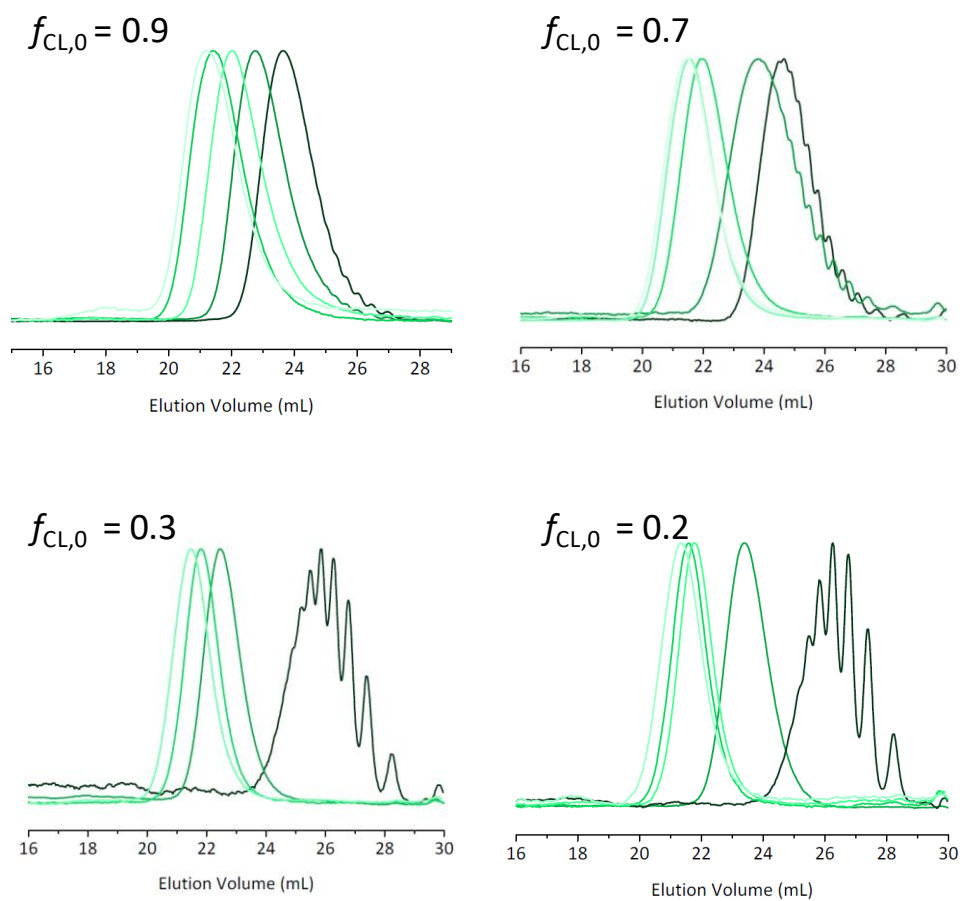 fCL,0 = 0.9
16 18 20 22 24 26 28
Elution Volume (mL)
fCL,0 = 0.7
16 18 20 22 24 26 28 30
Elution Volume (mL)
fCL,0 = 0.3
16 18 20 22 24 26 28 30
Elution Volume (mL)
fCL,0 = 0.2
16 18 20 22 24 26 28 30
Elution Volume (mL)